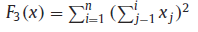 F₃(x) = ∑ⁿᵢ₌₁ (∑ⁱⱼ₋₁ xⱼ)²